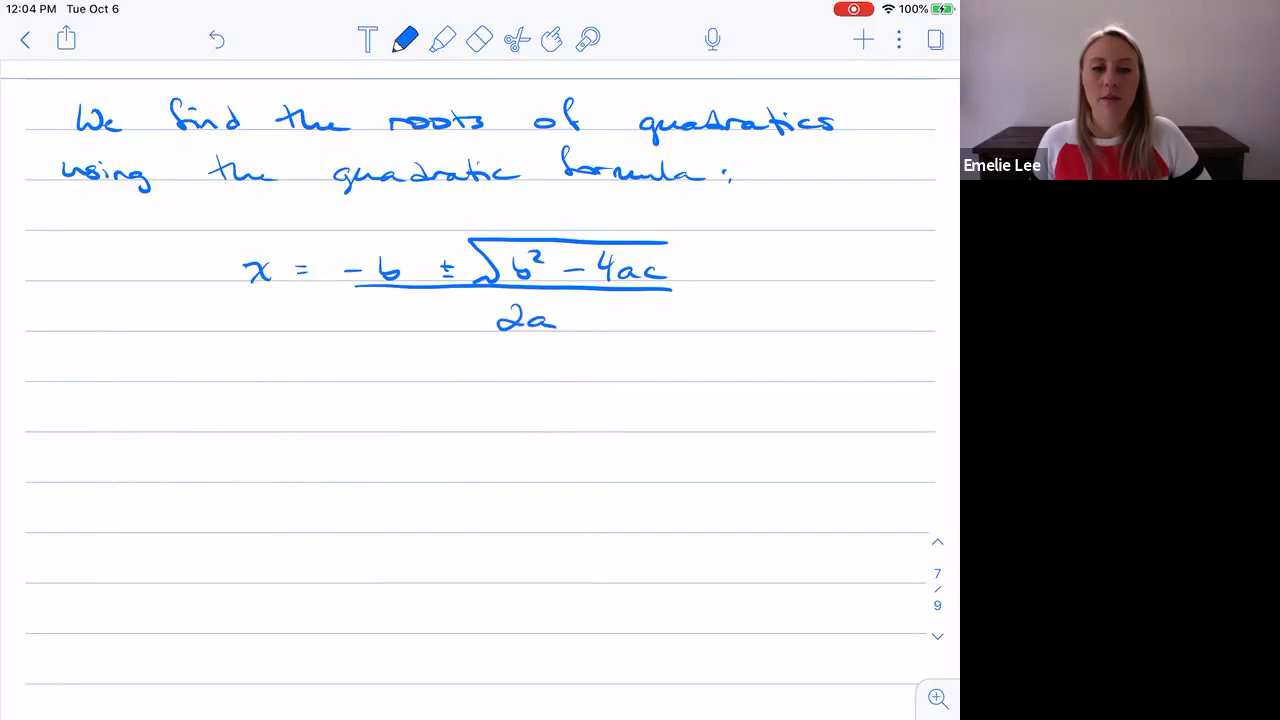 12:04 PM Tue Oct 6
100%
T
We find the roots of quadratics
using the quadratic formula:
x = -b ± √b² - 4ac
2a
Emelie Lee
7
/
9